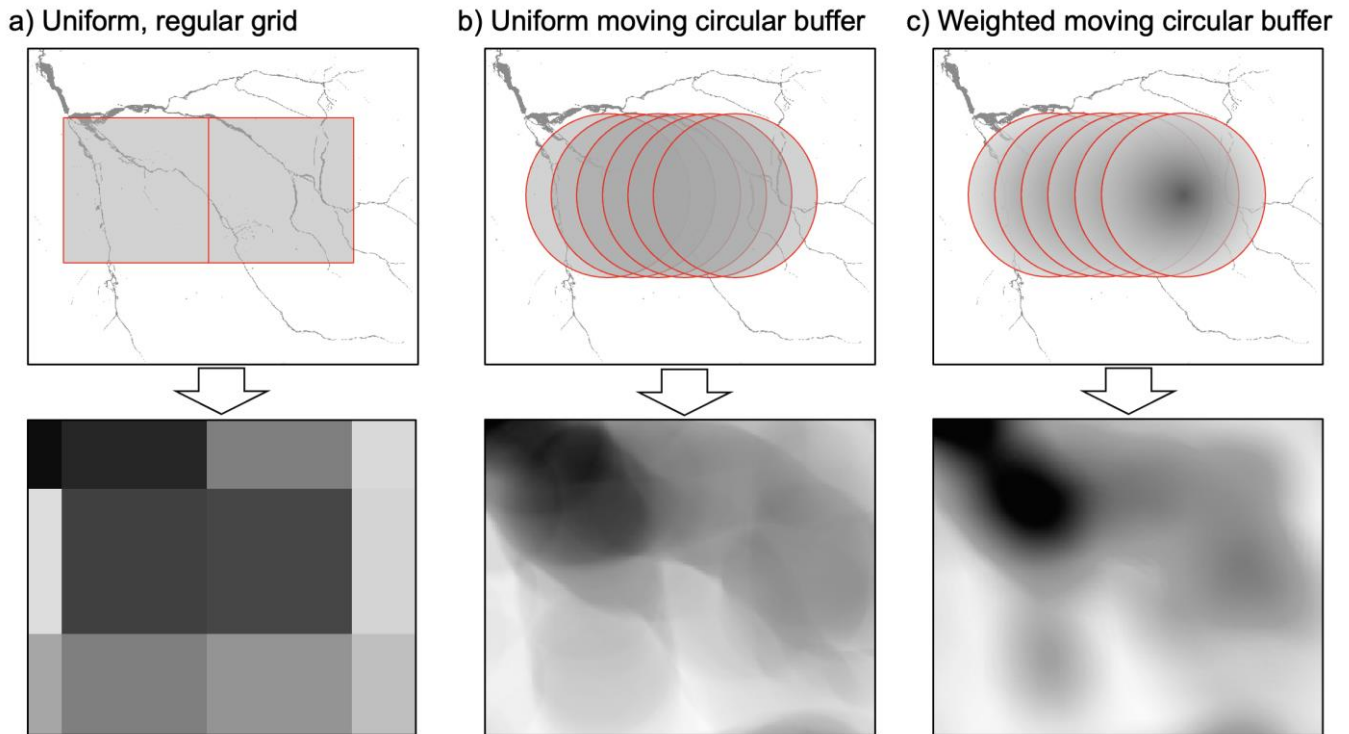 a) Uniform, regular grid
b) Uniform moving circular buffer
c) Weighted moving circular buffer